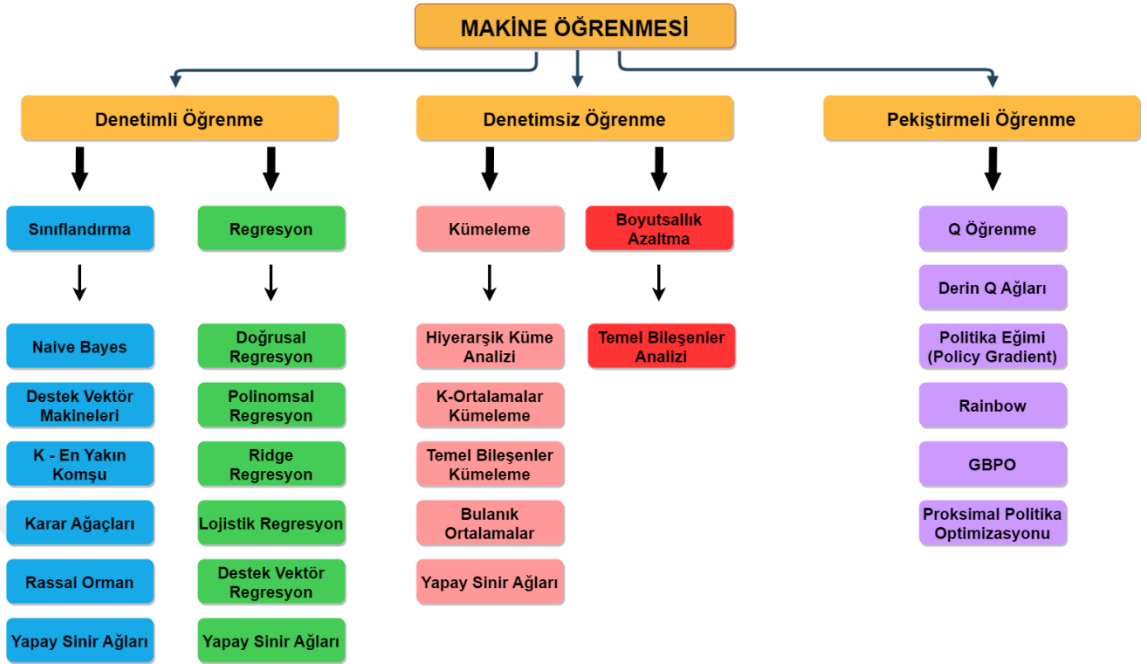 MAKİNE ÖĞRENMESİ
Denetimli Öğrenme
Denetimsiz Öğrenme
Pekiştirmeli Öğrenme
Sınıflandırma
Naive Bayes
Destek Vektör
Makineleri
K - En Yakın
Komşu
Karar Ağaçları
Rassal Orman
Yapay Sinir Ağları
Regresyon
Doğrusal
Regresyon
Polinomsal
Regresyon
Ridge
Regresyon
Lojistik Regresyon
Destek Vektör
Regresyon
Yapay Sinir Ağları
Kümeleme
Hiyerarşik Küme
Analizi
K-Ortalamalar
Kümeleme
Temel Bileşenler
Kümeleme
Bulanık
Ortalamalar
Yapay Sinir Ağları
Boyutsallık
Azaltma
Temel Bileşenler
Analizi
Q Öğrenme
Derin Q Ağları
Politika Eğimi
(Policy Gradient)
Rainbow
GBPO
Proksimal Politika
Optimizasyonu